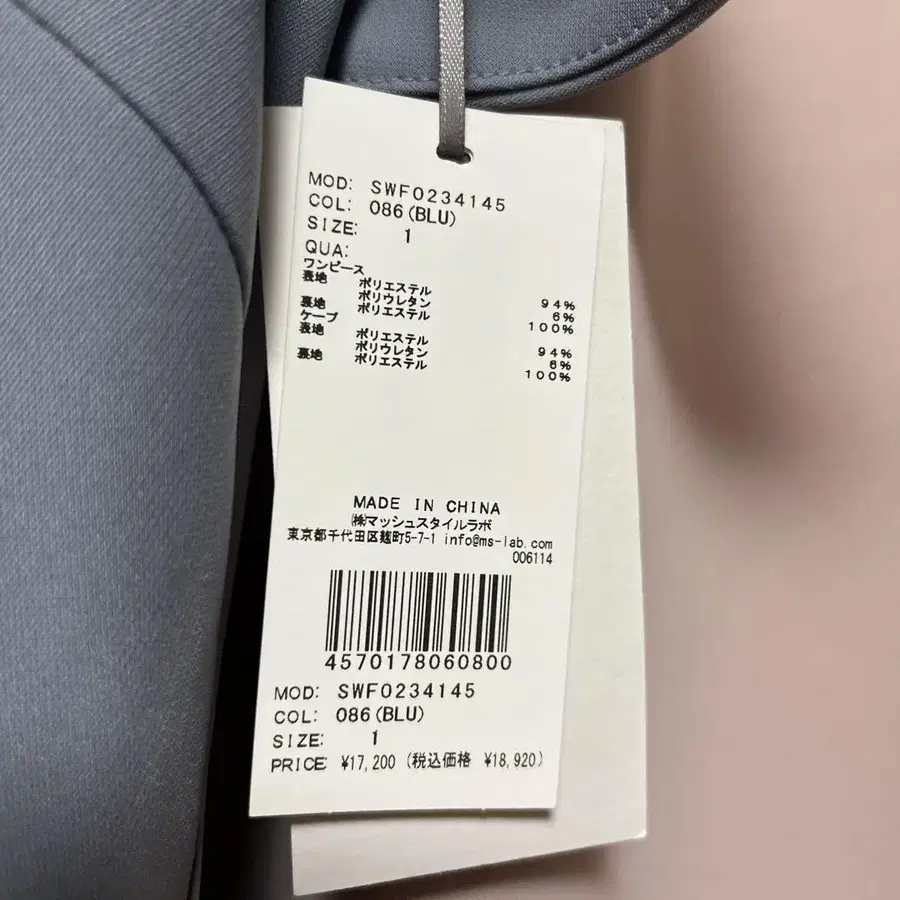 MOD: SWF0234145
COL: 086(BLU)
SIZE: 1
QUA:
ワンピース
表地 ポリエステル 94%
ポリウレタン 6%
裏地 ポリエステル 100%
ケープ
表地 ポリエステル 94%
ポリウレタン 6%
裏地 ポリエステル 100%
MADE IN CHINA
㈱マッシュスタイルラボ
東京都千代田区麹町5-7-1 info@ms-lab.com
006114
4570178060800
MOD: SWF0234145
COL: 086(BLU)
SIZE: 1
PRICE: ¥17,200 (税込価格 ¥18,920)